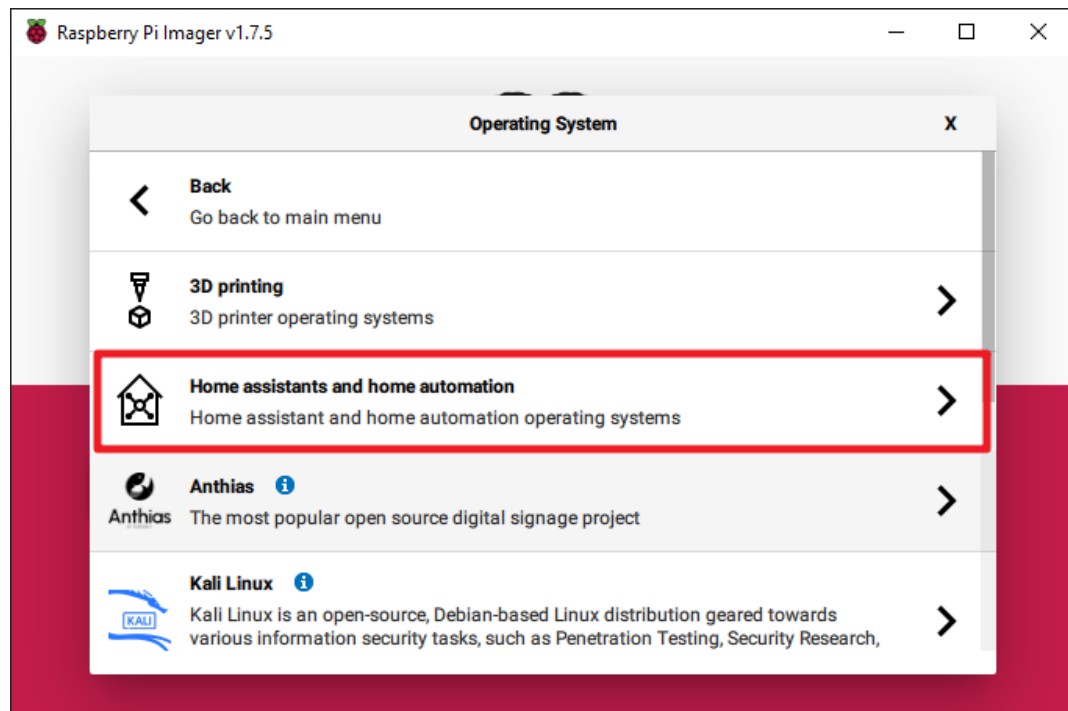 Raspberry Pi Imager v1.7.5
Operating System
X
Back
Go back to main menu
3D printing
3D printer operating systems
Home assistants and home automation
Home assistant and home automation operating systems
Anthias
Anthias
The most popular open source digital signage project
Kali Linux
KALI
Kali Linux is an open-source, Debian-based Linux distribution geared towards
various information security tasks, such as Penetration Testing, Security Research,